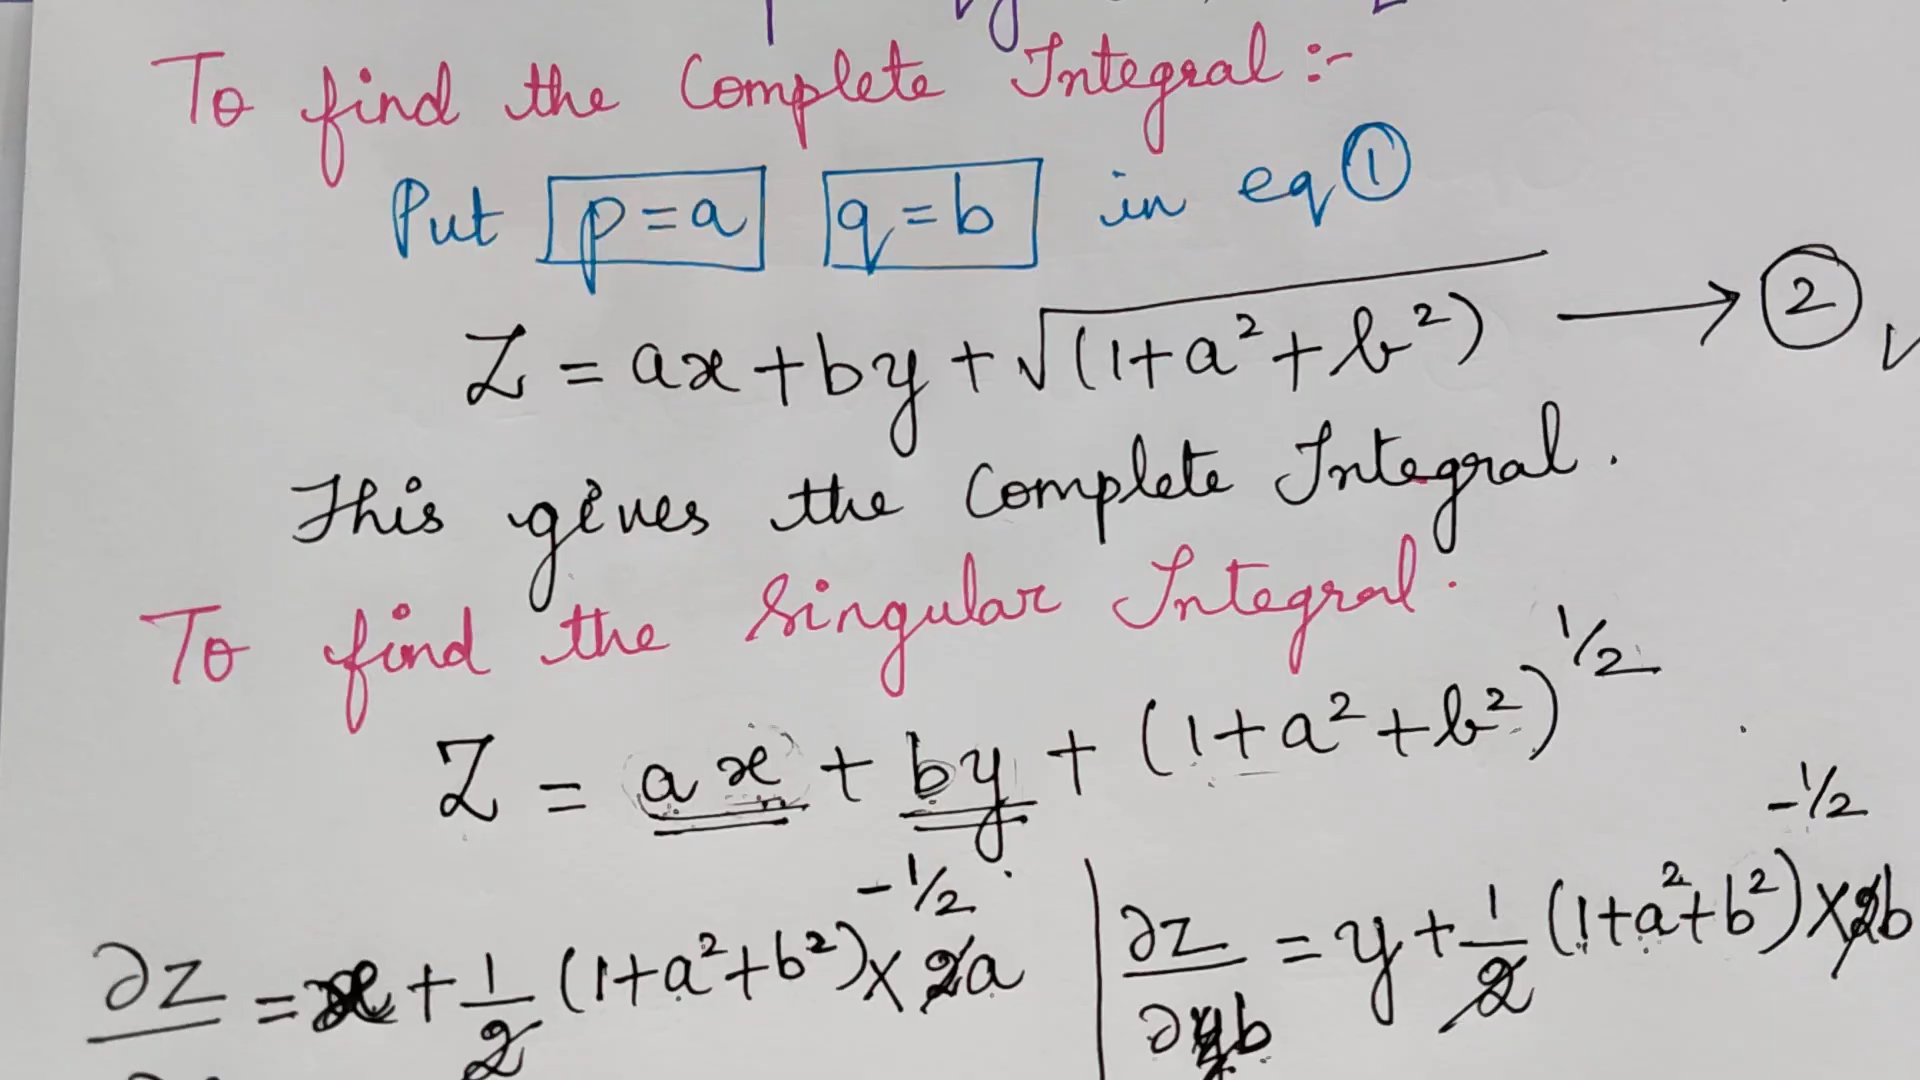 To find the Complete Integral :-
Put p=a q=b in eq ①
Z = ax+by+√(1+a²+b²) → ②
This gives the Complete Integral.
To find the Singular Integral.
Z = ax + by + (1+a²+b²)^1/2
∂z = x + 1/2 (1+a²+b²)^-1/2 × 2a
∂z/∂b = y + 1/2 (1+a²+b²)^-1/2 × 2b